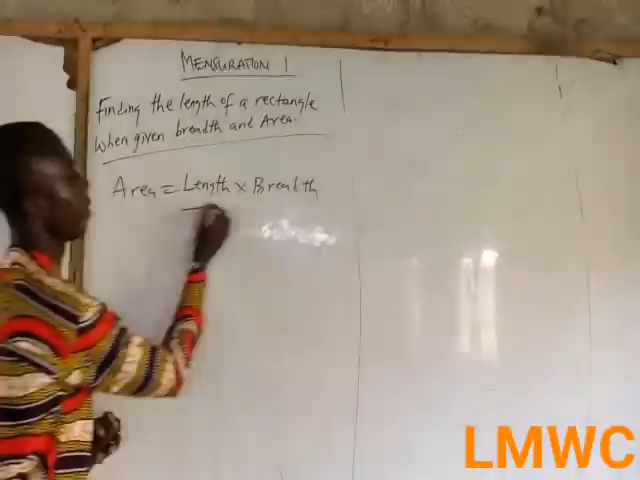 MENSURATION 1
Finding the length of a rectangle
when given breadth and Area.
Area = Length x Breadth
LMWC